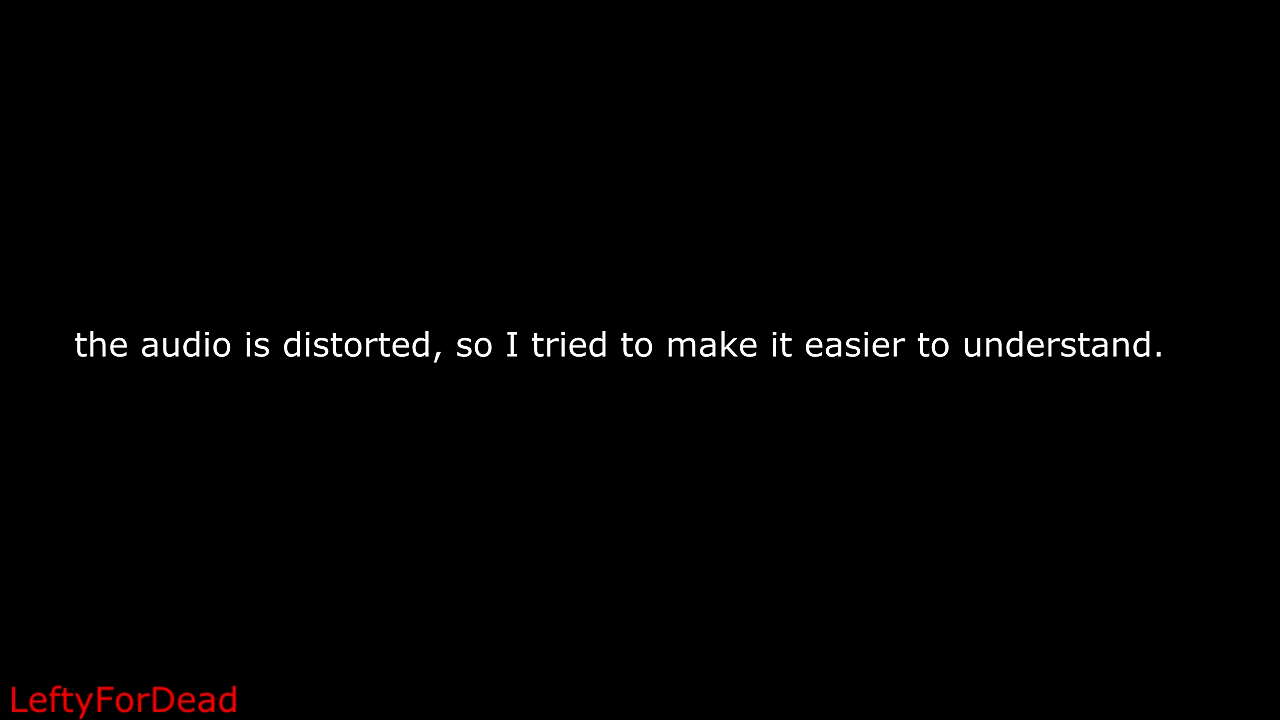 the audio is distorted, so I tried to make it easier to understand.
LeftyForDead